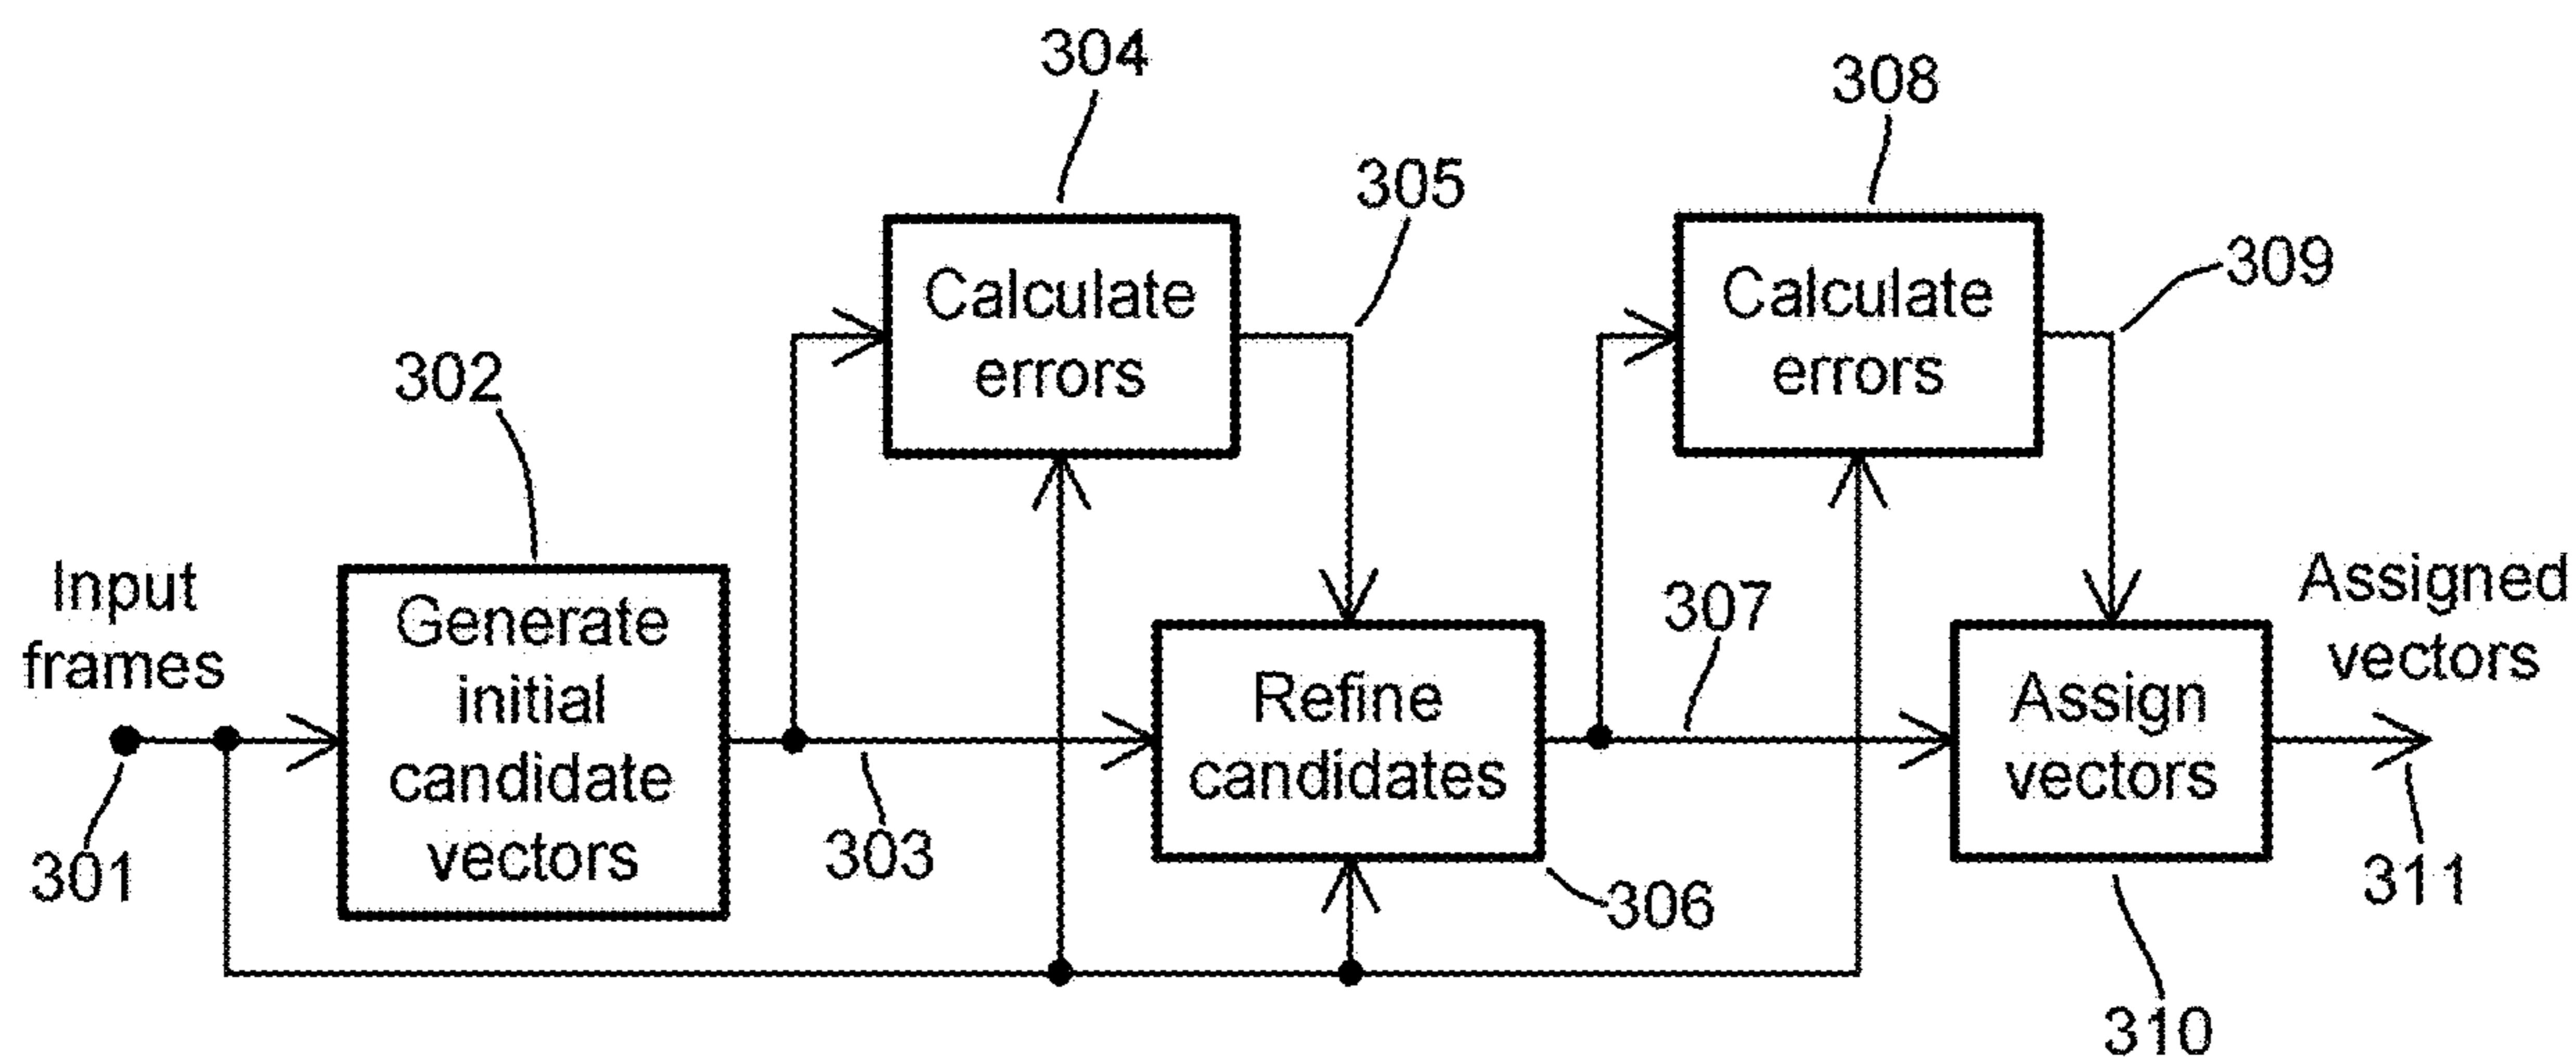 304
308
305
309
Calculate
errors
Calculate
errors
302
Input
frames
Generate
initial
candidate
vectors
307
Assigned
vectors
Refine
candidates
Assign
vectors
301
303
306
311
310